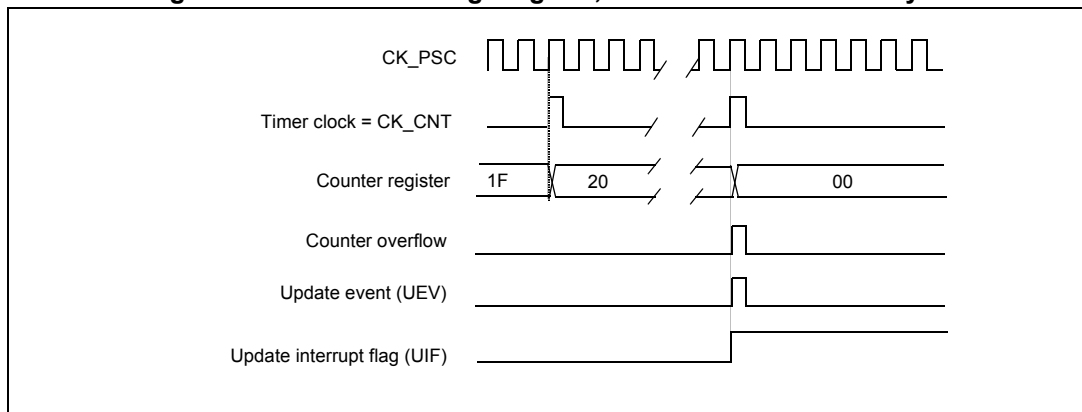 CK_PSC
Timer clock = CK_CNT
Counter register 1F 20 00
Counter overflow
Update event (UEV)
Update interrupt flag (UIF)